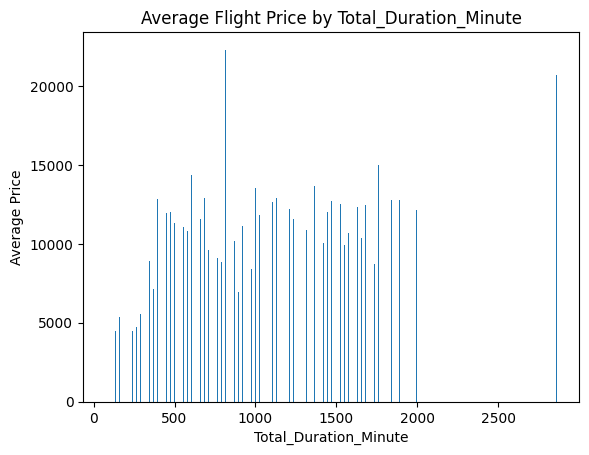 Average Flight Price by Total_Duration_Minute
Average Price
20000
15000
10000
5000
0
0 500 1000 1500 2000 2500
Total_Duration_Minute